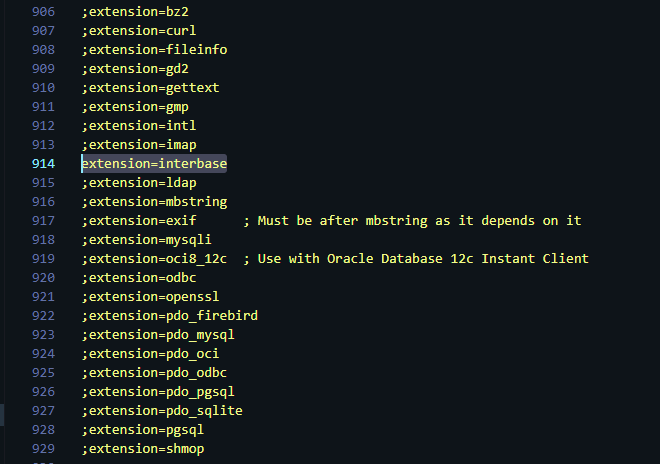 906 ;extension=bz2
907 ;extension=curl
908 ;extension=fileinfo
909 ;extension=gd2
910 ;extension=gettext
911 ;extension=gmp
912 ;extension=intl
913 ;extension=imap
914 extension=interbase
915 ;extension=ldap
916 ;extension=mbstring
917 ;extension=exif      ; Must be after mbstring as it depends on it
918 ;extension=mysqli
919 ;extension=oci8_12c  ; Use with Oracle Database 12c Instant Client
920 ;extension=odbc
921 ;extension=openssl
922 ;extension=pdo_firebird
923 ;extension=pdo_mysql
924 ;extension=pdo_oci
925 ;extension=pdo_odbc
926 ;extension=pdo_pgsql
927 ;extension=pdo_sqlite
928 ;extension=pgsql
929 ;extension=shmop